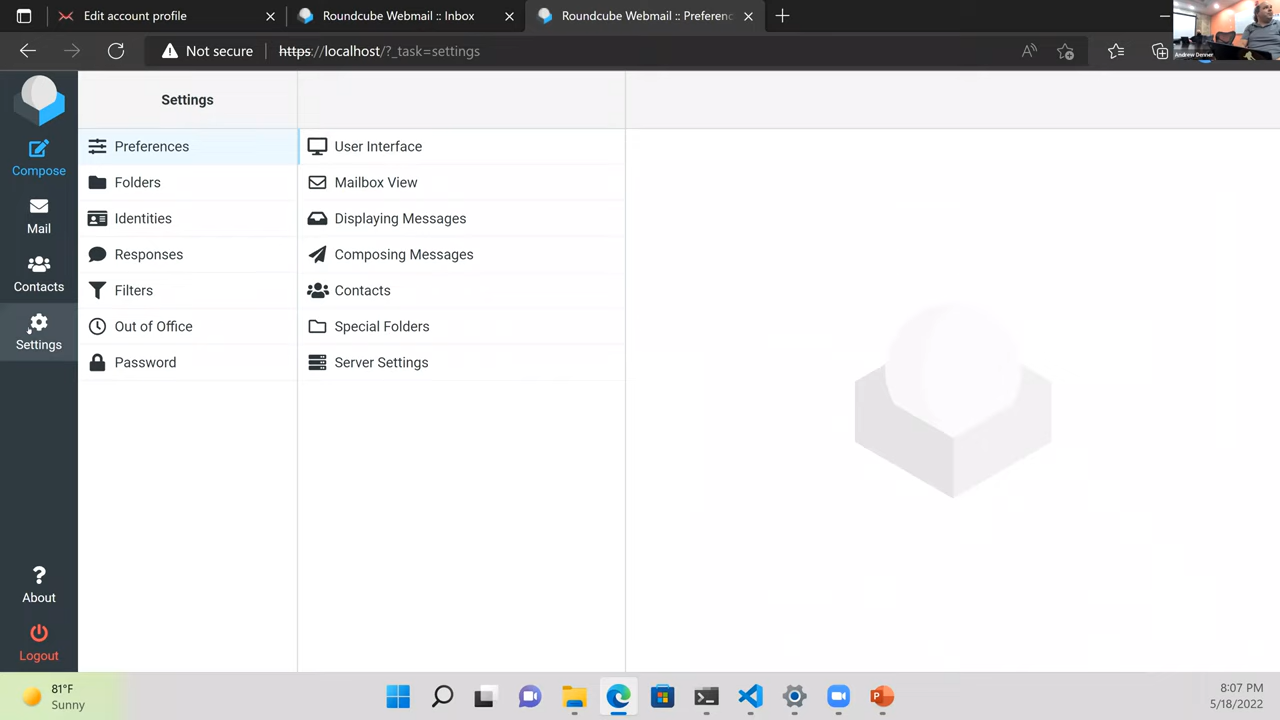 Edit account profile
Roundcube Webmail :: Inbox
Roundcube Webmail :: Preferenc
Not secure
https://localhost/?_task=settings
Andrew Denner
Settings
Compose
Mail
Contacts
Settings
About
Logout
Preferences
Folders
Identities
Responses
Filters
Out of Office
Password
User Interface
Mailbox View
Displaying Messages
Composing Messages
Contacts
Special Folders
Server Settings
81°F
Sunny
8:07 PM
5/18/2022